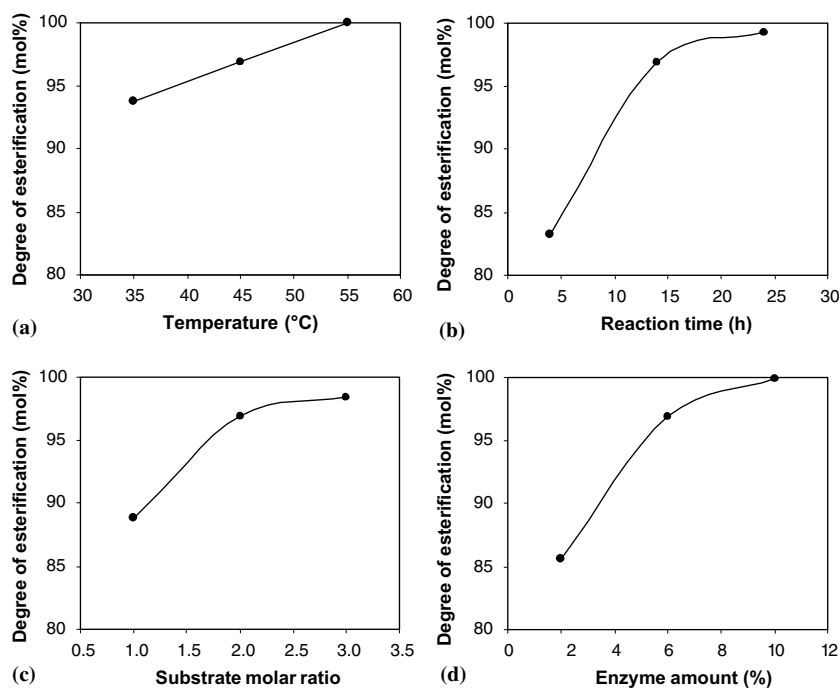 Degree of esterification (mol%)
100
95
90
85
80
30 35 40 45 50 55 60
(a) Temperature (°C)
Degree of esterification (mol%)
100
95
90
85
80
0 5 10 15 20 25 30
(b) Reaction time (h)
Degree of esterification (mol%)
100
95
90
85
80
0.5 1.0 1.5 2.0 2.5 3.0 3.5
(c) Substrate molar ratio
Degree of esterification (mol%)
100
95
90
85
80
0 2 4 6 8 10 12
(d) Enzyme amount (%)